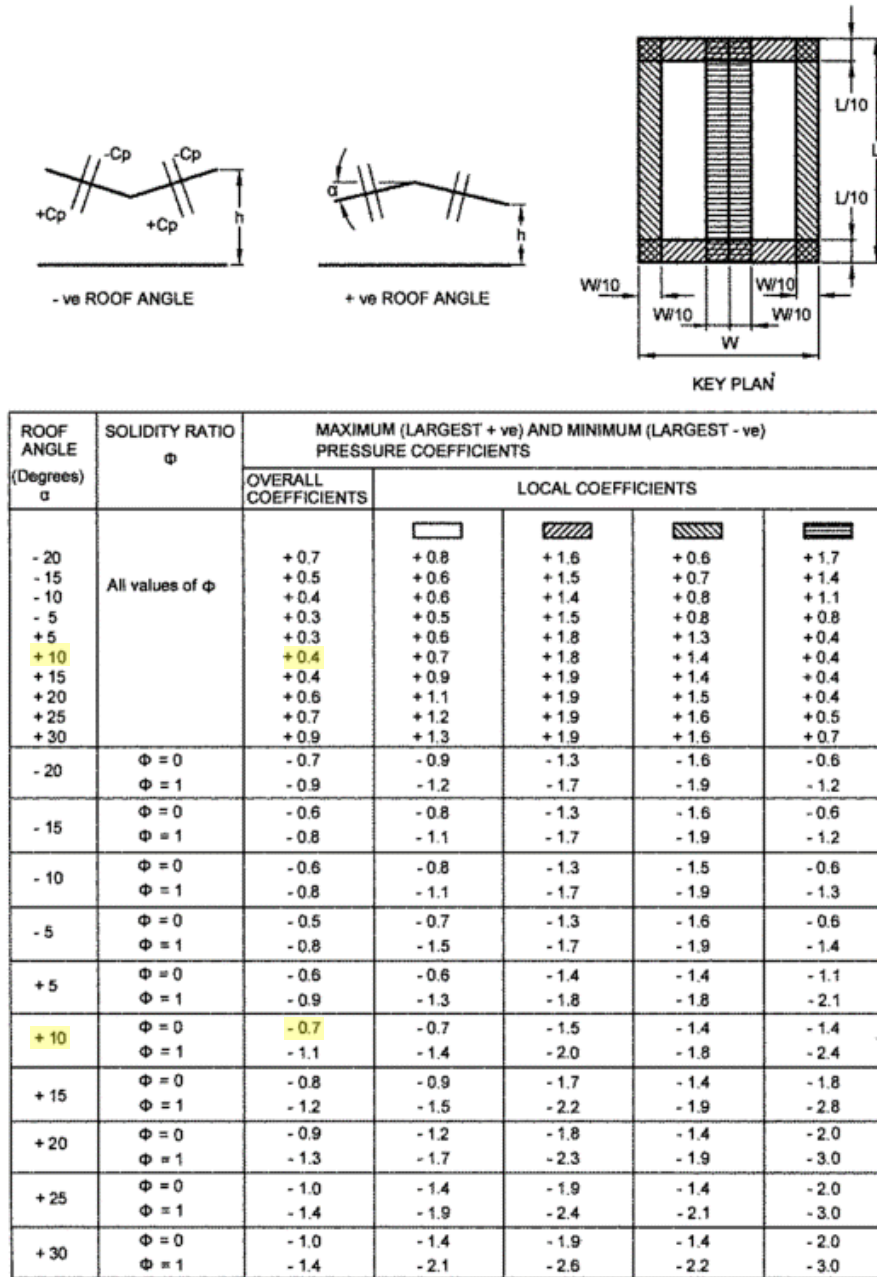 -Cp -Cp
+Cp +Cp
h
- ve ROOF ANGLE
α
h
+ ve ROOF ANGLE
L/10
L
L/10
W/10 W/10
W/10 W/10
W
KEY PLAN
ROOF ANGLE (Degrees) α SOLIDITY RATIO Φ MAXIMUM (LARGEST + ve) AND MINIMUM (LARGEST - ve) PRESSURE COEFFICIENTS
OVERALL COEFFICIENTS LOCAL COEFFICIENTS
- 20 + 0.7 + 0.8 + 1.6 + 0.6 + 1.7
- 15 All values of Φ + 0.5 + 0.6 + 1.5 + 0.7 + 1.4
- 10 + 0.4 + 0.6 + 1.4 + 0.8 + 1.1
- 5 + 0.3 + 0.5 + 1.5 + 0.8 + 0.8
+ 5 + 0.3 + 0.6 + 1.8 + 1.3 + 0.4
+ 10 + 0.4 + 0.7 + 1.8 + 1.4 + 0.4
+ 15 + 0.4 + 0.9 + 1.9 + 1.4 + 0.4
+ 20 + 0.6 + 1.1 + 1.9 + 1.5 + 0.4
+ 25 + 0.7 + 1.2 + 1.9 + 1.6 + 0.5
+ 30 + 0.9 + 1.3 + 1.9 + 1.6 + 0.7
- 20 Φ = 0 - 0.7 - 0.9 - 1.3 - 1.6 - 0.6
Φ = 1 - 0.9 - 1.2 - 1.7 - 1.9 - 1.2
- 15 Φ = 0 - 0.6 - 0.8 - 1.3 - 1.6 - 0.6
Φ = 1 - 0.8 - 1.1 - 1.7 - 1.9 - 1.2
- 10 Φ = 0 - 0.6 - 0.8 - 1.3 - 1.5 - 0.6
Φ = 1 - 0.8 - 1.1 - 1.7 - 1.9 - 1.3
- 5 Φ = 0 - 0.5 - 0.7 - 1.3 - 1.6 - 0.6
Φ = 1 - 0.8 - 1.5 - 1.7 - 1.9 - 1.4
+ 5 Φ = 0 - 0.6 - 0.6 - 1.4 - 1.4 - 1.1
Φ = 1 - 0.9 - 1.3 - 1.8 - 1.8 - 2.1
+ 10 Φ = 0 - 0.7 - 0.7 - 1.5 - 1.4 - 1.4
Φ = 1 - 1.1 - 1.4 - 2.0 - 1.8 - 2.4
+ 15 Φ = 0 - 0.8 - 0.9 - 1.7 - 1.4 - 1.8
Φ = 1 - 1.2 - 1.5 - 2.2 - 1.9 - 2.8
+ 20 Φ = 0 - 0.9 - 1.2 - 1.8 - 1.4 - 2.0
Φ = 1 - 1.3 - 1.7 - 2.3 - 1.9 - 3.0
+ 25 Φ = 0 - 1.0 - 1.4 - 1.9 - 1.4 - 2.0
Φ = 1 - 1.4 - 1.9 - 2.4 - 2.1 - 3.0
+ 30 Φ = 0 - 1.0 - 1.4 - 1.9 - 1.4 - 2.0
Φ = 1 - 1.4 - 2.1 - 2.6 - 2.2 - 3.0